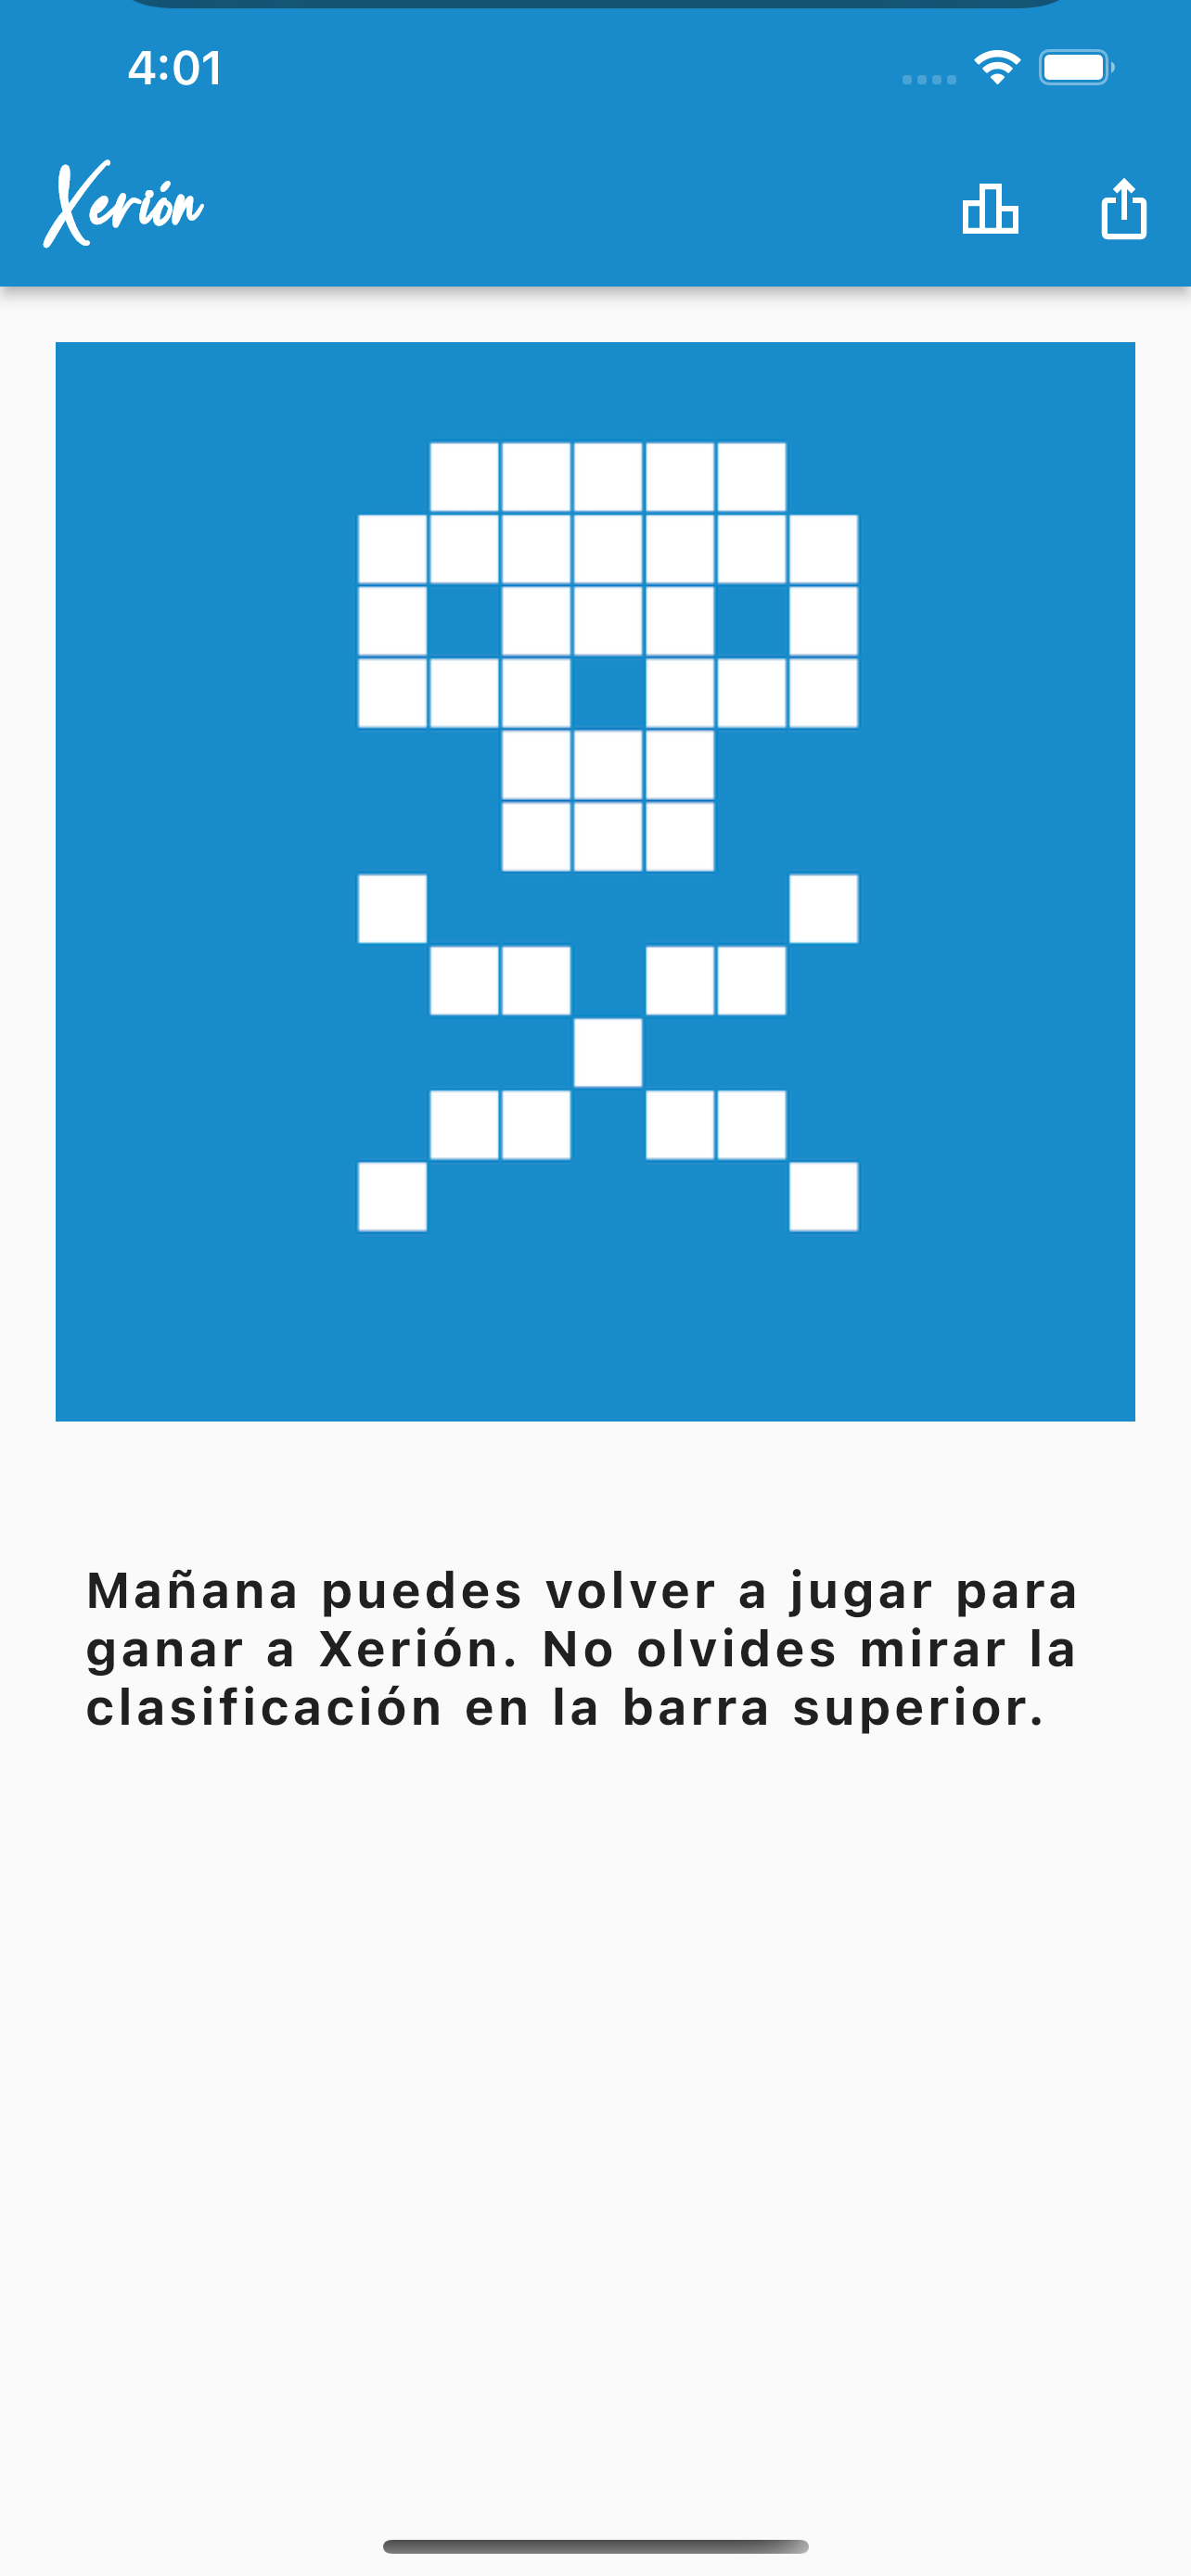 4:01
Xerión
Mañana puedes volver a jugar para
ganar a Xerión. No olvides mirar la
clasificación en la barra superior.